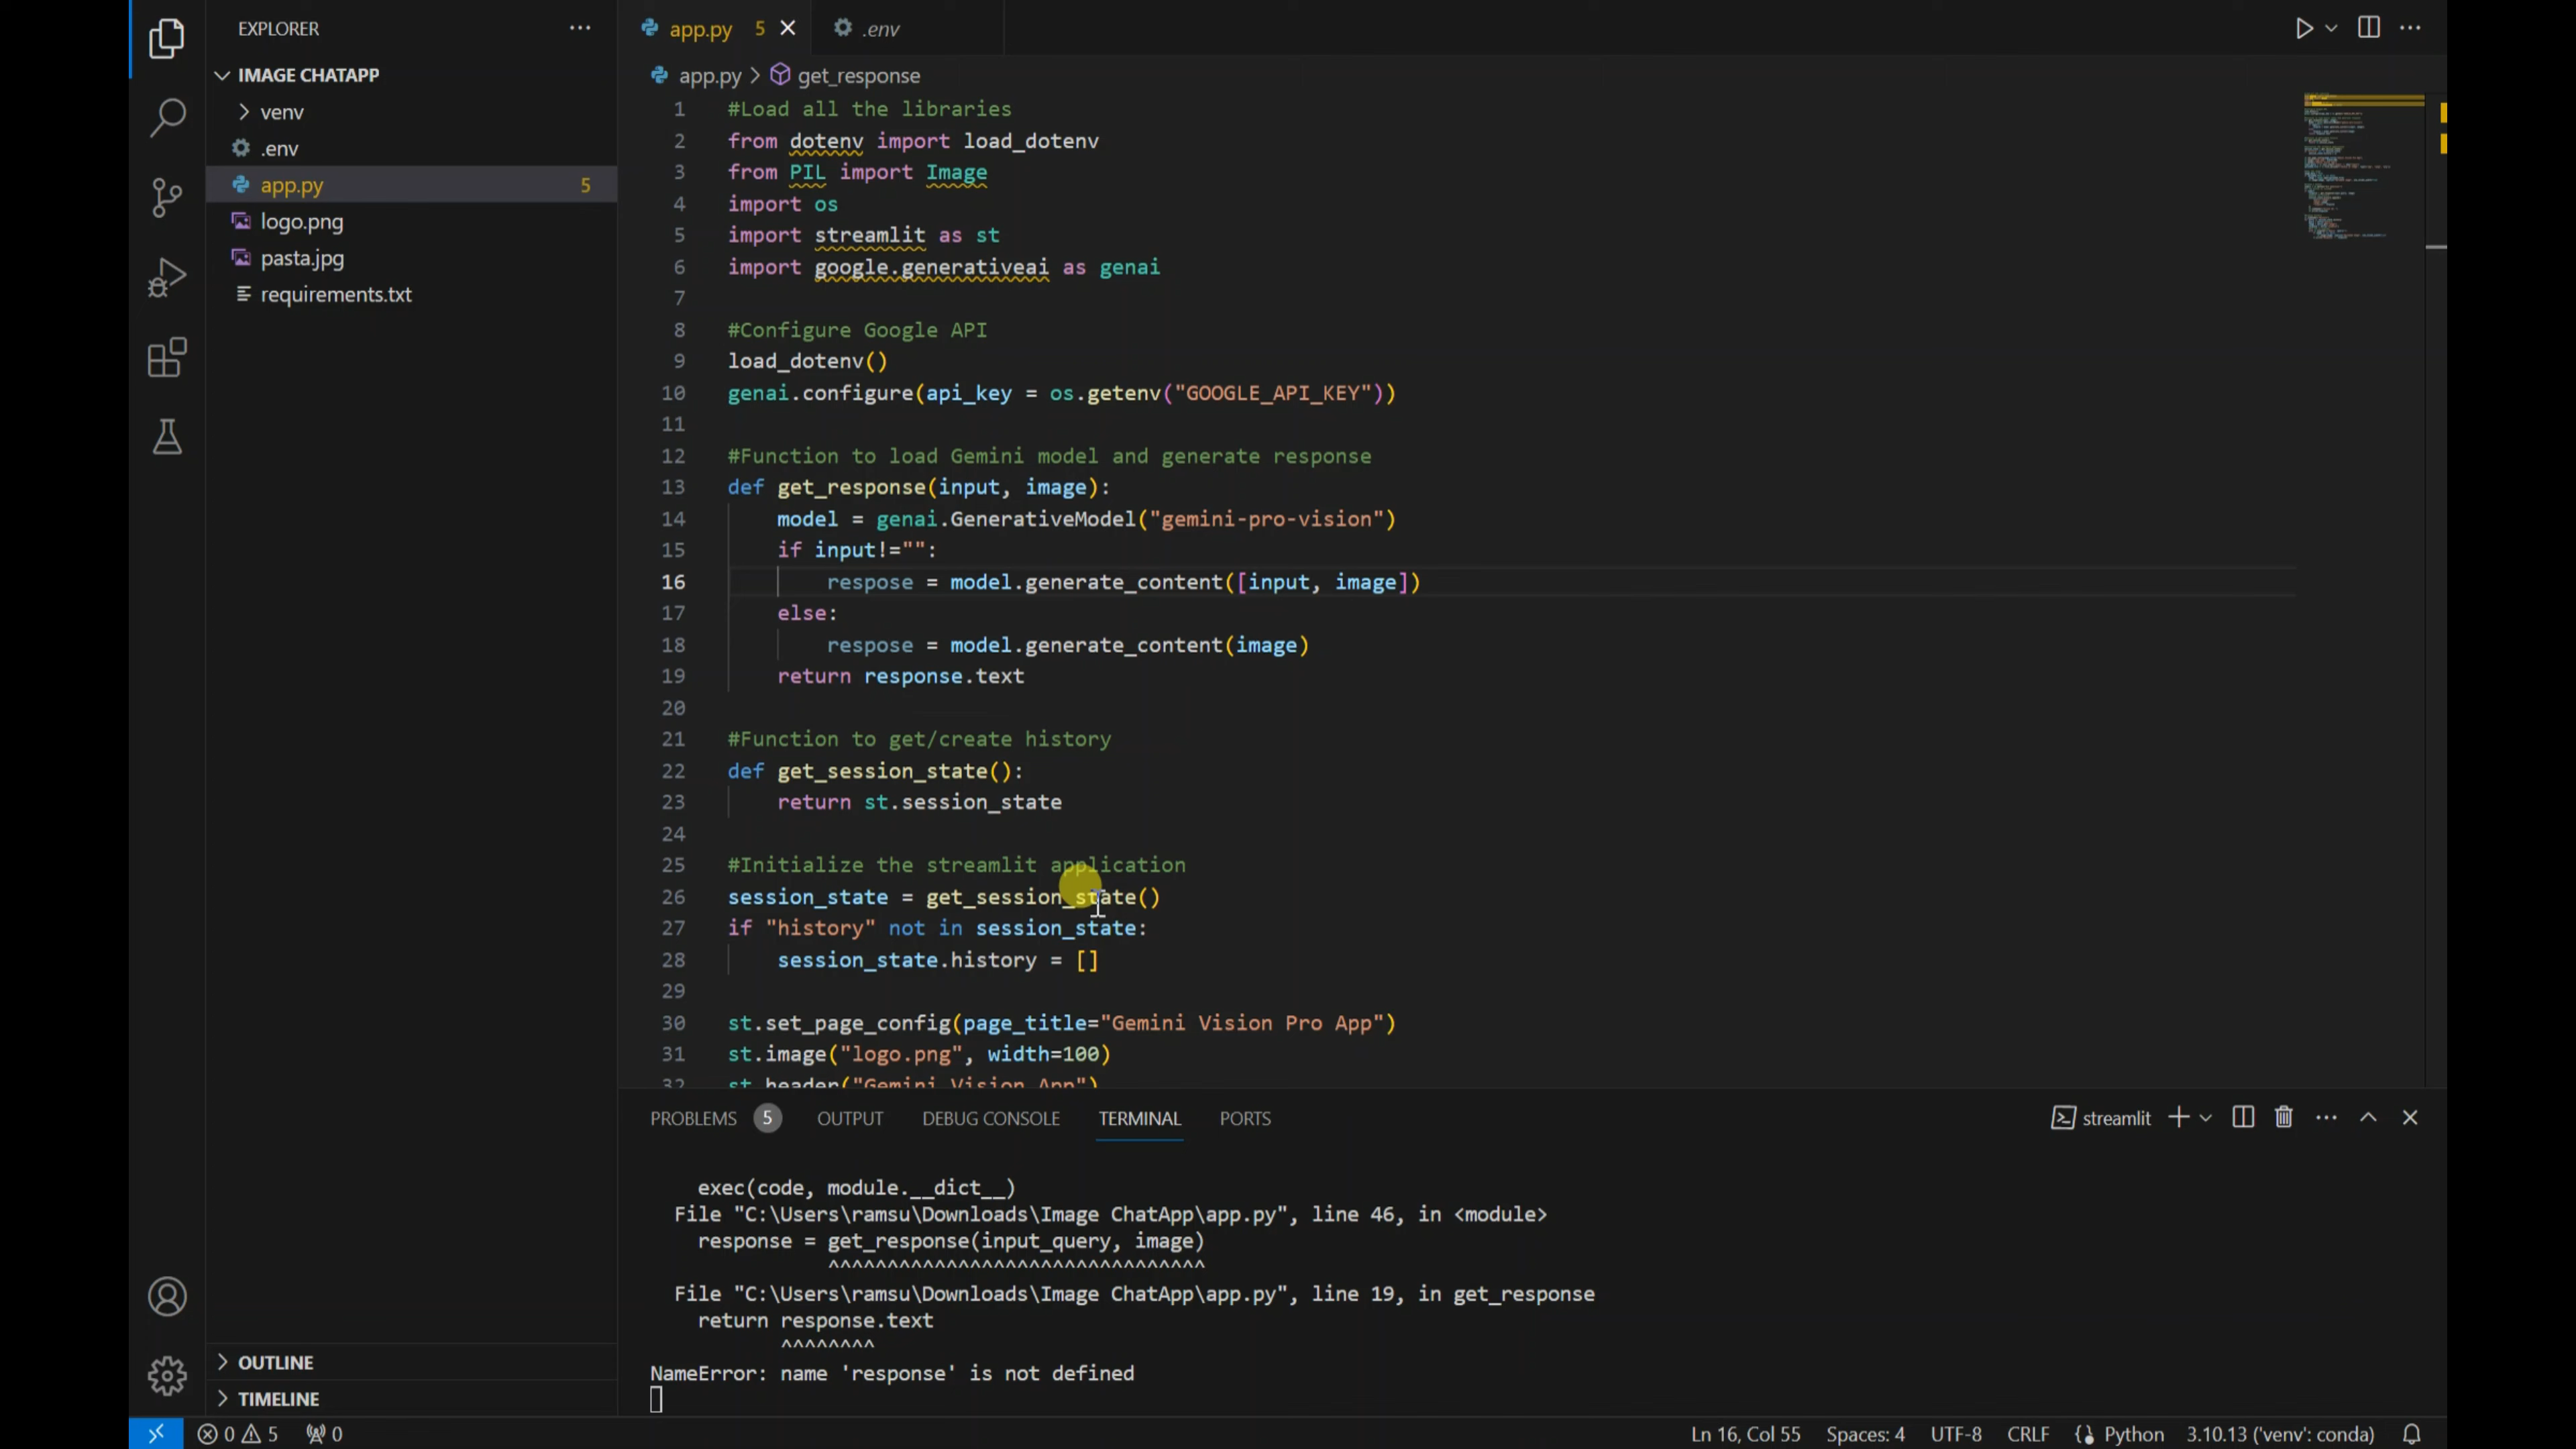 EXPLORER
IMAGE CHATAPP
venv
.env
app.py 5
logo.png
pasta.jpg
requirements.txt
OUTLINE
TIMELINE
app.py 5
.env
app.py > get_response
1 #Load all the libraries
2 from dotenv import load_dotenv
3 from PIL import Image
4 import os
5 import streamlit as st
6 import google.generativeai as genai
7
8 #Configure Google API
9 load_dotenv()
10 genai.configure(api_key = os.getenv("GOOGLE_API_KEY"))
11
12 #Function to load Gemini model and generate response
13 def get_response(input, image):
14 model = genai.GenerativeModel("gemini-pro-vision")
15 if input!="":
16 respose = model.generate_content([input, image])
17 else:
18 respose = model.generate_content(image)
19 return response.text
20
21 #Function to get/create history
22 def get_session_state():
23 return st.session_state
24
25 #Initialize the streamlit application
26 session_state = get_session_state()
27 if "history" not in session_state:
28 session_state.history = []
29
30 st.set_page_config(page_title="Gemini Vision Pro App")
31 st.image("logo.png", width=100)
32 st.header("Gemini Vision App")
PROBLEMS 5 OUTPUT DEBUG CONSOLE TERMINAL PORTS
streamlit
exec(code, module.__dict__)
File "C:\Users\ramsu\Downloads\Image ChatApp\app.py", line 46, in <module>
response = get_response(input_query, image)
^^^^^^^^^^^^^^^^^^^^^^^^^^^^^^^^
File "C:\Users\ramsu\Downloads\Image ChatApp\app.py", line 19, in get_response
return response.text
^^^^^^^^
NameError: name 'response' is not defined
0 5 0
Ln 16, Col 55 Spaces: 4 UTF-8 CRLF Python 3.10.13 ('venv': conda)